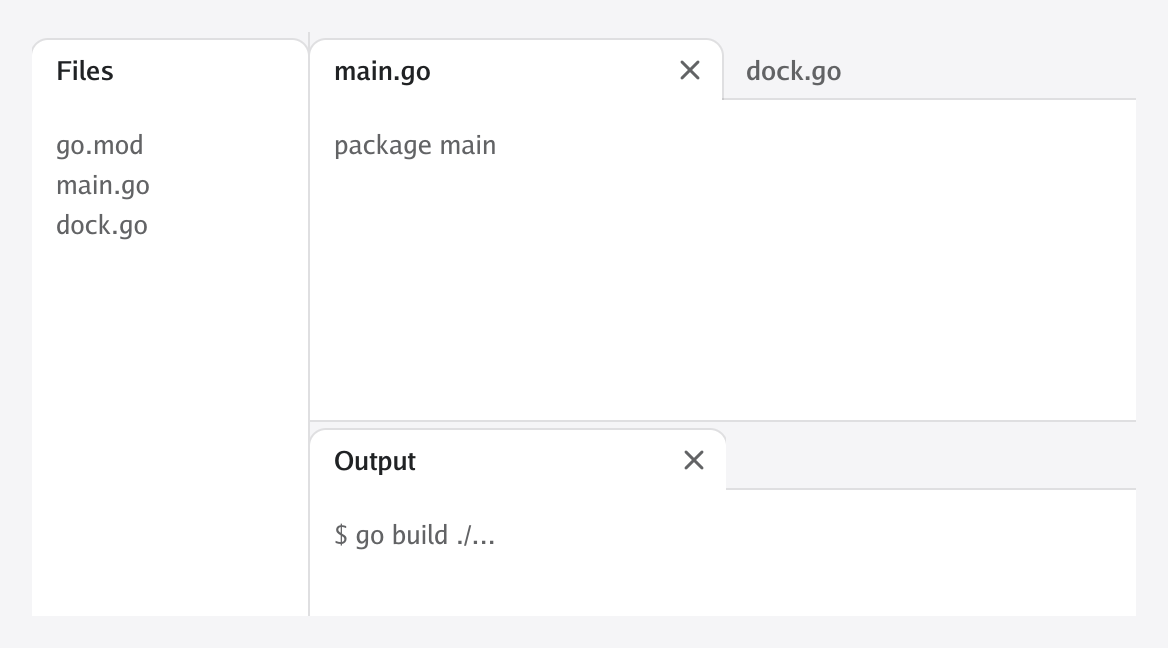 Files
go.mod
main.go
dock.go
main.go
dock.go
package main
Output
$ go build ./...